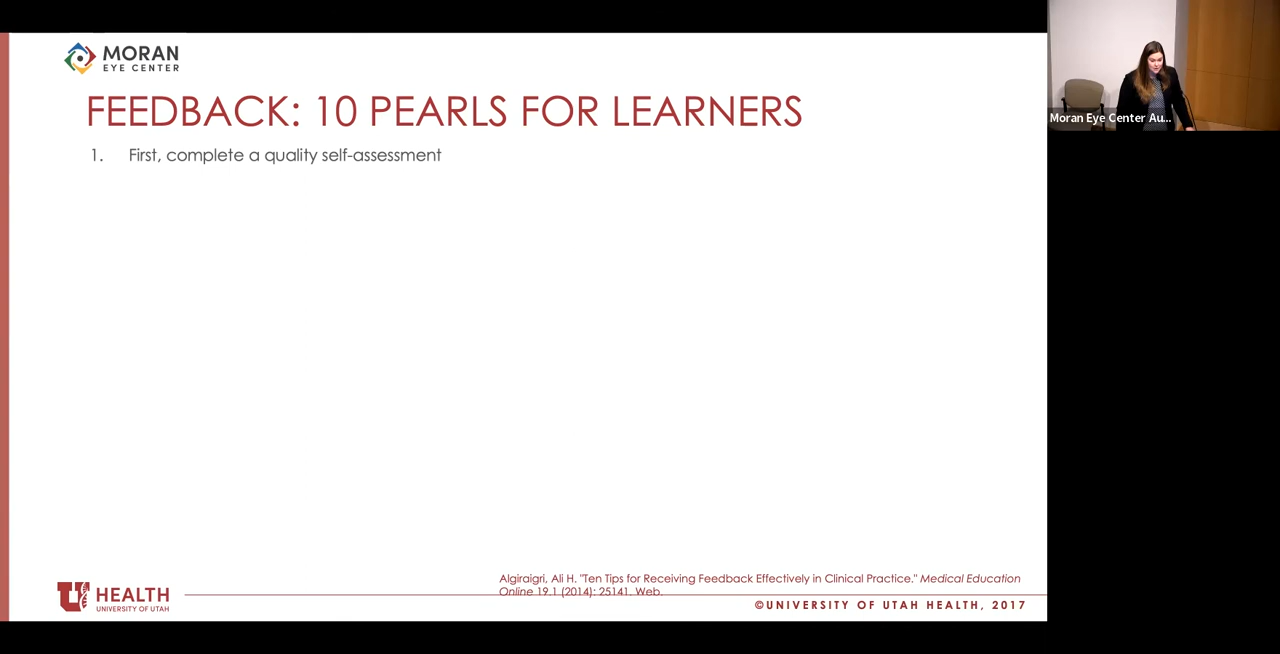 MORAN
EYE CENTER
FEEDBACK: 10 PEARLS FOR LEARNERS
1. First, complete a quality self-assessment
Algiraigri, Ali H. "Ten Tips for Receiving Feedback Effectively in Clinical Practice." Medical Education
Online 19.1 (2014): 25141. Web.
U HEALTH
UNIVERSITY OF UTAH
©UNIVERSITY OF UTAH HEALTH, 2017
Moran Eye Center Au...